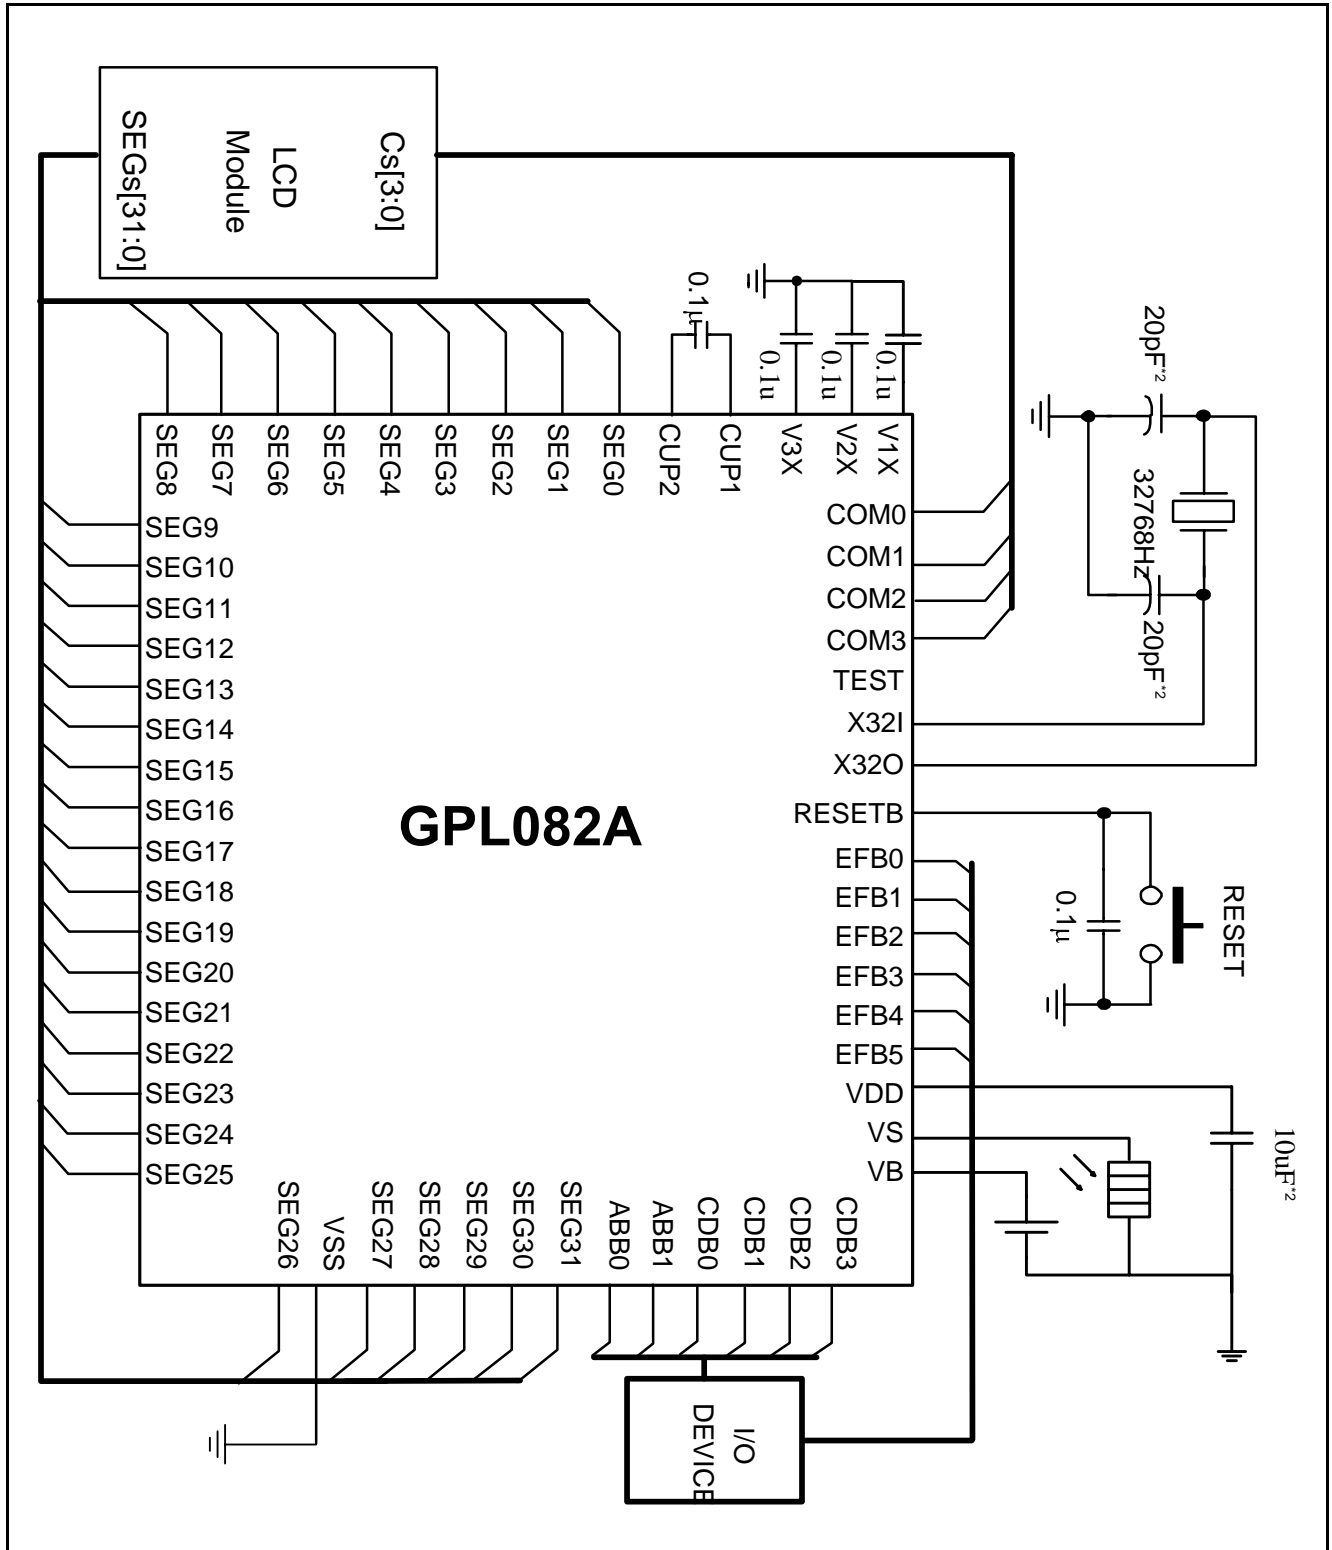 SEGs[31:0]
LCD
Module
Cs[3:0]
0.1μ
0.1u
0.1u
0.1u
20pF*2
32768Hz
20pF*2
SEG8
SEG7
SEG6
SEG5
SEG4
SEG3
SEG2
SEG1
SEG0
CUP2
CUP1
V3X
V2X
V1X
SEG9
SEG10
SEG11
SEG12
SEG13
SEG14
SEG15
SEG16
SEG17
SEG18
SEG19
SEG20
SEG21
SEG22
SEG23
SEG24
SEG25
GPL082A
COM0
COM1
COM2
COM3
TEST
X32I
X32O
RESETB
EFB0
EFB1
EFB2
EFB3
EFB4
EFB5
VDD
VS
VB
0.1μ
RESET
10uF*2
SEG26
VSS
SEG27
SEG28
SEG29
SEG30
SEG31
ABB0
ABB1
CDB0
CDB1
CDB2
CDB3
I/O
DEVICE